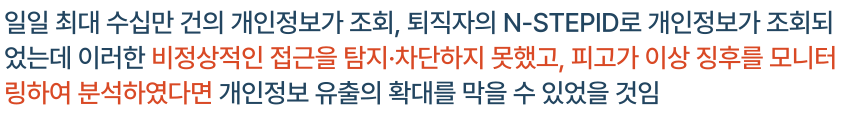 일일 최대 수십만 건의 개인정보가 조회, 퇴직자의 N-STEPID로 개인정보가 조회되
었는데 이러한 비정상적인 접근을 탐지·차단하지 못했고, 피고가 이상 징후를 모니터
링하여 분석하였다면 개인정보 유출의 확대를 막을 수 있었을 것임